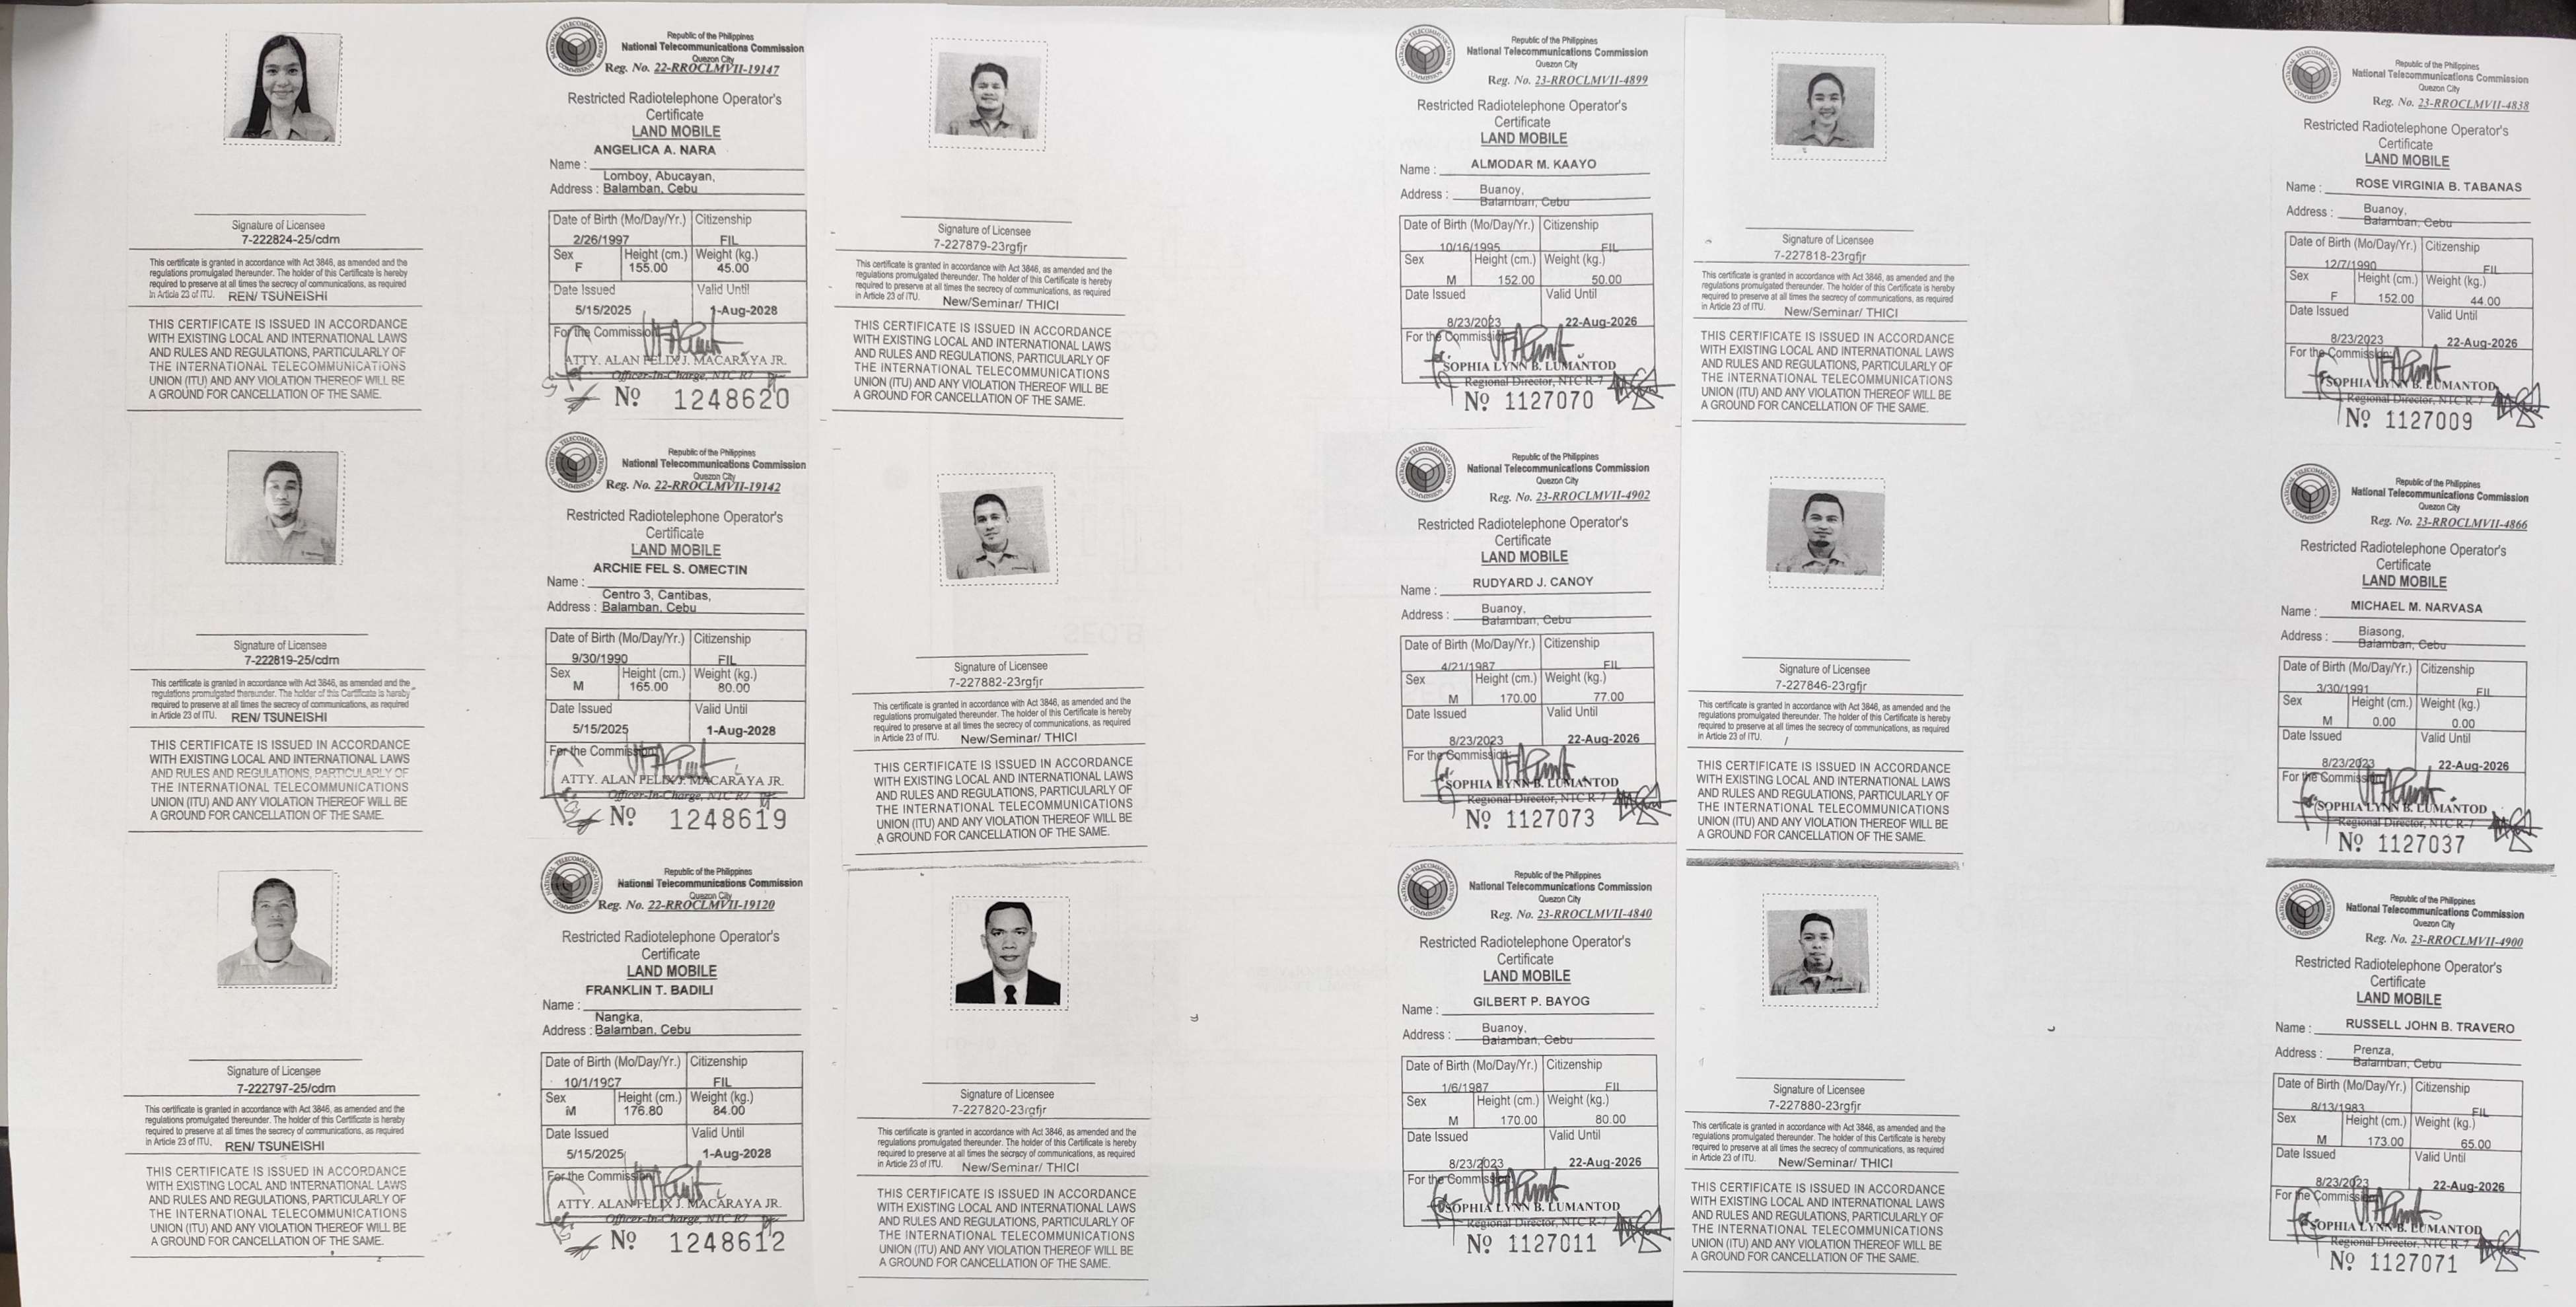 Republic of the Philippines
National Telecommunications Commission
Quezon City
Reg. No. 22-RROCLMVII-19147
Restricted Radiotelephone Operator's
Certificate
LAND MOBILE
ANGELICA A. NARA
Name :
Lomboy, Abucayan,
Address : Balamban, Cebu
Date of Birth (Mo/Day/Yr.) Citizenship
2/26/1997 FIL
Sex Height (cm.) Weight (kg.)
F 155.00 45.00
Date Issued Valid Until
5/15/2025 1-Aug-2028
For the Commission
ATTY. ALAN FELIX J. MACARAYA JR.
Officer-In-Charge, NTC R7
Nº 1248620
Signature of Licensee
7-222824-25/cdm
This certificate is granted in accordance with Act 3846, as amended and the
regulations promulgated thereunder. The holder of this Certificate is hereby
required to preserve at all times the secrecy of communications, as required
in Article 23 of ITU. REN/ TSUNEISHI
THIS CERTIFICATE IS ISSUED IN ACCORDANCE
WITH EXISTING LOCAL AND INTERNATIONAL LAWS
AND RULES AND REGULATIONS, PARTICULARLY OF
THE INTERNATIONAL TELECOMMUNICATIONS
UNION (ITU) AND ANY VIOLATION THEREOF WILL BE
A GROUND FOR CANCELLATION OF THE SAME.
Republic of the Philippines
National Telecommunications Commission
Quezon City
Reg. No. 23-RROCLMVII-4899
Restricted Radiotelephone Operator's
Certificate
LAND MOBILE
Name : ALMODAR M. KAAYO
Address : Buanoy,
Balamban, Cebu
Date of Birth (Mo/Day/Yr.) Citizenship
10/16/1995 FIL
Sex Height (cm.) Weight (kg.)
M 152.00 50.00
Date Issued Valid Until
8/23/2023 22-Aug-2026
For the Commission
SOPHIA LYNN B. LUMANTOD
Regional Director, NTC R-7
Nº 1127070
Signature of Licensee
7-227879-23rgfjr
This certificate is granted in accordance with Act 3846, as amended and the
regulations promulgated thereunder. The holder of this Certificate is hereby
required to preserve at all times the secrecy of communications, as required
in Article 23 of ITU. New/Seminar/ THICI
THIS CERTIFICATE IS ISSUED IN ACCORDANCE
WITH EXISTING LOCAL AND INTERNATIONAL LAWS
AND RULES AND REGULATIONS, PARTICULARLY OF
THE INTERNATIONAL TELECOMMUNICATIONS
UNION (ITU) AND ANY VIOLATION THEREOF WILL BE
A GROUND FOR CANCELLATION OF THE SAME.
Republic of the Philippines
National Telecommunications Commission
Quezon City
Reg. No. 23-RROCLMVII-4838
Restricted Radiotelephone Operator's
Certificate
LAND MOBILE
Name : ROSE VIRGINIA B. TABANAS
Address : Buanoy,
Balamban, Cebu
Date of Birth (Mo/Day/Yr.) Citizenship
12/7/1990 FIL
Sex Height (cm.) Weight (kg.)
F 152.00 44.00
Date Issued Valid Until
8/23/2023 22-Aug-2026
For the Commission
SOPHIA LYNN B. LUMANTOD
Regional Director, NTC R-7
Nº 1127009
Signature of Licensee
7-227818-23rgfjr
This certificate is granted in accordance with Act 3846, as amended and the
regulations promulgated thereunder. The holder of this Certificate is hereby
required to preserve at all times the secrecy of communications, as required
in Article 23 of ITU. New/Seminar/ THICI
THIS CERTIFICATE IS ISSUED IN ACCORDANCE
WITH EXISTING LOCAL AND INTERNATIONAL LAWS
AND RULES AND REGULATIONS, PARTICULARLY OF
THE INTERNATIONAL TELECOMMUNICATIONS
UNION (ITU) AND ANY VIOLATION THEREOF WILL BE
A GROUND FOR CANCELLATION OF THE SAME.
Republic of the Philippines
National Telecommunications Commission
Quezon City
Reg. No. 22-RROCLMVII-19142
Restricted Radiotelephone Operator's
Certificate
LAND MOBILE
ARCHIE FEL S. OMECTIN
Name :
Centro 3, Cantibas,
Address : Balamban, Cebu
Date of Birth (Mo/Day/Yr.) Citizenship
9/30/1990 FIL
Sex Height (cm.) Weight (kg.)
M 165.00 80.00
Date Issued Valid Until
5/15/2025 1-Aug-2028
For the Commission
ATTY. ALAN FELIX J. MACARAYA JR.
Officer-In-Charge, NTC R7
Nº 1248619
Signature of Licensee
7-222819-25/cdm
This certificate is granted in accordance with Act 3846, as amended and the
regulations promulgated thereunder. The holder of this Certificate is hereby
required to preserve at all times the secrecy of communications, as required
in Article 23 of ITU. REN/ TSUNEISHI
THIS CERTIFICATE IS ISSUED IN ACCORDANCE
WITH EXISTING LOCAL AND INTERNATIONAL LAWS
AND RULES AND REGULATIONS, PARTICULARLY OF
THE INTERNATIONAL TELECOMMUNICATIONS
UNION (ITU) AND ANY VIOLATION THEREOF WILL BE
A GROUND FOR CANCELLATION OF THE SAME.
Republic of the Philippines
National Telecommunications Commission
Quezon City
Reg. No. 23-RROCLMVII-4902
Restricted Radiotelephone Operator's
Certificate
LAND MOBILE
Name : RUDYARD J. CANOY
Address : Buanoy,
Balamban, Cebu
Date of Birth (Mo/Day/Yr.) Citizenship
4/21/1987 FIL
Sex Height (cm.) Weight (kg.)
M 170.00 77.00
Date Issued Valid Until
8/23/2023 22-Aug-2026
For the Commission:
SOPHIA LYNN B. LUMANTOD
Regional Director, NTC R-7
Nº 1127073
Signature of Licensee
7-227882-23rgfjr
This certificate is granted in accordance with Act 3846, as amended and the
regulations promulgated thereunder. The holder of this Certificate is hereby
required to preserve at all times the secrecy of communications, as required
in Article 23 of ITU. New/Seminar/ THICI
THIS CERTIFICATE IS ISSUED IN ACCORDANCE
WITH EXISTING LOCAL AND INTERNATIONAL LAWS
AND RULES AND REGULATIONS, PARTICULARLY OF
THE INTERNATIONAL TELECOMMUNICATIONS
UNION (ITU) AND ANY VIOLATION THEREOF WILL BE
A GROUND FOR CANCELLATION OF THE SAME.
Republic of the Philippines
National Telecommunications Commission
Quezon City
Reg. No. 23-RROCLMVII-4866
Restricted Radiotelephone Operator's
Certificate
LAND MOBILE
Name : MICHAEL M. NARVASA
Address : Biasong,
Balamban, Cebu
Date of Birth (Mo/Day/Yr.) Citizenship
3/30/1991 FIL
Sex Height (cm.) Weight (kg.)
M 0.00 0.00
Date Issued Valid Until
8/23/2023 22-Aug-2026
For the Commission
SOPHIA LYNN B. LUMANTOD
Regional Director, NTC R-7
Nº 1127037
Signature of Licensee
7-227846-23rgfjr
This certificate is granted in accordance with Act 3846, as amended and the
regulations promulgated thereunder. The holder of this Certificate is hereby
required to preserve at all times the secrecy of communications, as required
in Article 23 of ITU. /
THIS CERTIFICATE IS ISSUED IN ACCORDANCE
WITH EXISTING LOCAL AND INTERNATIONAL LAWS
AND RULES AND REGULATIONS, PARTICULARLY OF
THE INTERNATIONAL TELECOMMUNICATIONS
UNION (ITU) AND ANY VIOLATION THEREOF WILL BE
A GROUND FOR CANCELLATION OF THE SAME.
Republic of the Philippines
National Telecommunications Commission
Quezon City
Reg. No. 22-RROCLMVII-19120
Restricted Radiotelephone Operator's
Certificate
LAND MOBILE
FRANKLIN T. BADILI
Name :
Nangka,
Address : Balamban, Cebu
Date of Birth (Mo/Day/Yr.) Citizenship
FIL
Sex Height (cm.) Weight (kg.)
M 176.80 84.00
Date Issued Valid Until
5/15/2025 1-Aug-2028
For the Commission
ATTY. ALAN FELIX J. MACARAYA JR.
Officer-In-Charge, NTC R7
Nº 1248612
Signature of Licensee
7-222797-25/cdm
This certificate is granted in accordance with Act 3846, as amended and the
regulations promulgated thereunder. The holder of this Certificate is hereby
required to preserve at all times the secrecy of communications, as required
in Article 23 of ITU. REN/ TSUNEISHI
THIS CERTIFICATE IS ISSUED IN ACCORDANCE
WITH EXISTING LOCAL AND INTERNATIONAL LAWS
AND RULES AND REGULATIONS, PARTICULARLY OF
THE INTERNATIONAL TELECOMMUNICATIONS
UNION (ITU) AND ANY VIOLATION THEREOF WILL BE
A GROUND FOR CANCELLATION OF THE SAME.
Republic of the Philippines
National Telecommunications Commission
Quezon City
Reg. No. 23-RROCLMVII-4840
Restricted Radiotelephone Operator's
Certificate
LAND MOBILE
Name : GILBERT P. BAYOG
Address : Buanoy,
Balamban, Cebu
Date of Birth (Mo/Day/Yr.) Citizenship
1/6/1987 FIL
Sex Height (cm.) Weight (kg.)
M 170.00 80.00
Date Issued Valid Until
8/23/2023 22-Aug-2026
For the Commission
SOPHIA LYNN B. LUMANTOD
Regional Director, NTC R-7
Nº 1127011
Signature of Licensee
7-227820-23rgfjr
This certificate is granted in accordance with Act 3846, as amended and the
regulations promulgated thereunder. The holder of this Certificate is hereby
required to preserve at all times the secrecy of communications, as required
in Article 23 of ITU. New/Seminar/ THICI
THIS CERTIFICATE IS ISSUED IN ACCORDANCE
WITH EXISTING LOCAL AND INTERNATIONAL LAWS
AND RULES AND REGULATIONS, PARTICULARLY OF
THE INTERNATIONAL TELECOMMUNICATIONS
UNION (ITU) AND ANY VIOLATION THEREOF WILL BE
A GROUND FOR CANCELLATION OF THE SAME.
Republic of the Philippines
National Telecommunications Commission
Quezon City
Reg. No. 23-RROCLMVII-4900
Restricted Radiotelephone Operator's
Certificate
LAND MOBILE
Name : RUSSELL JOHN B. TRAVERO
Address : Prenza,
Balamban, Cebu
Date of Birth (Mo/Day/Yr.) Citizenship
8/13/1983 FIL
Sex Height (cm.) Weight (kg.)
M 173.00 65.00
Date Issued Valid Until
8/23/2023 22-Aug-2026
For the Commission
SOPHIA LYNN B. LUMANTOD
Regional Director, NTC R-7
Nº 1127071
Signature of Licensee
7-227880-23rgfjr
This certificate is granted in accordance with Act 3846, as amended and the
regulations promulgated thereunder. The holder of this Certificate is hereby
required to preserve at all times the secrecy of communications, as required
in Article 23 of ITU. New/Seminar/ THICI
THIS CERTIFICATE IS ISSUED IN ACCORDANCE
WITH EXISTING LOCAL AND INTERNATIONAL LAWS
AND RULES AND REGULATIONS, PARTICULARLY OF
THE INTERNATIONAL TELECOMMUNICATIONS
UNION (ITU) AND ANY VIOLATION THEREOF WILL BE
A GROUND FOR CANCELLATION OF THE SAME.